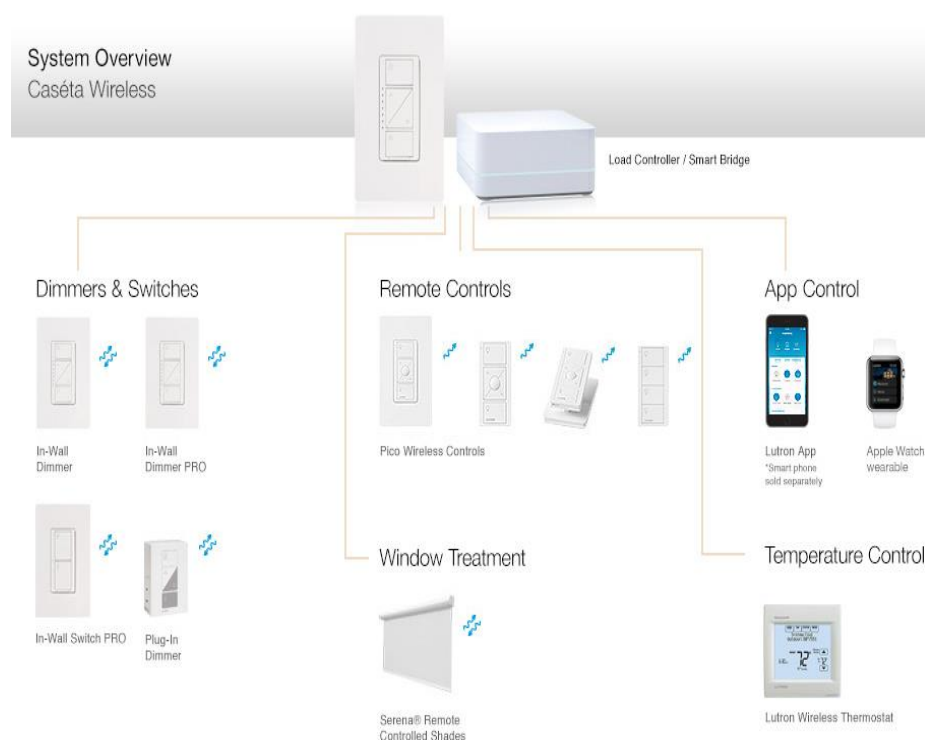 System Overview
Caséta Wireless
Load Controller / Smart Bridge
Dimmers & Switches
Remote Controls
App Control
In-Wall
Dimmer
In-Wall
Dimmer PRO
Pico Wireless Controls
Lutron App
*Smart phone
sold separately
Apple Watch
wearable
Window Treatment
Temperature Control
In-Wall Switch PRO
Plug-In
Dimmer
72
Serena® Remote
Controlled Shades
Lutron Wireless Thermostat